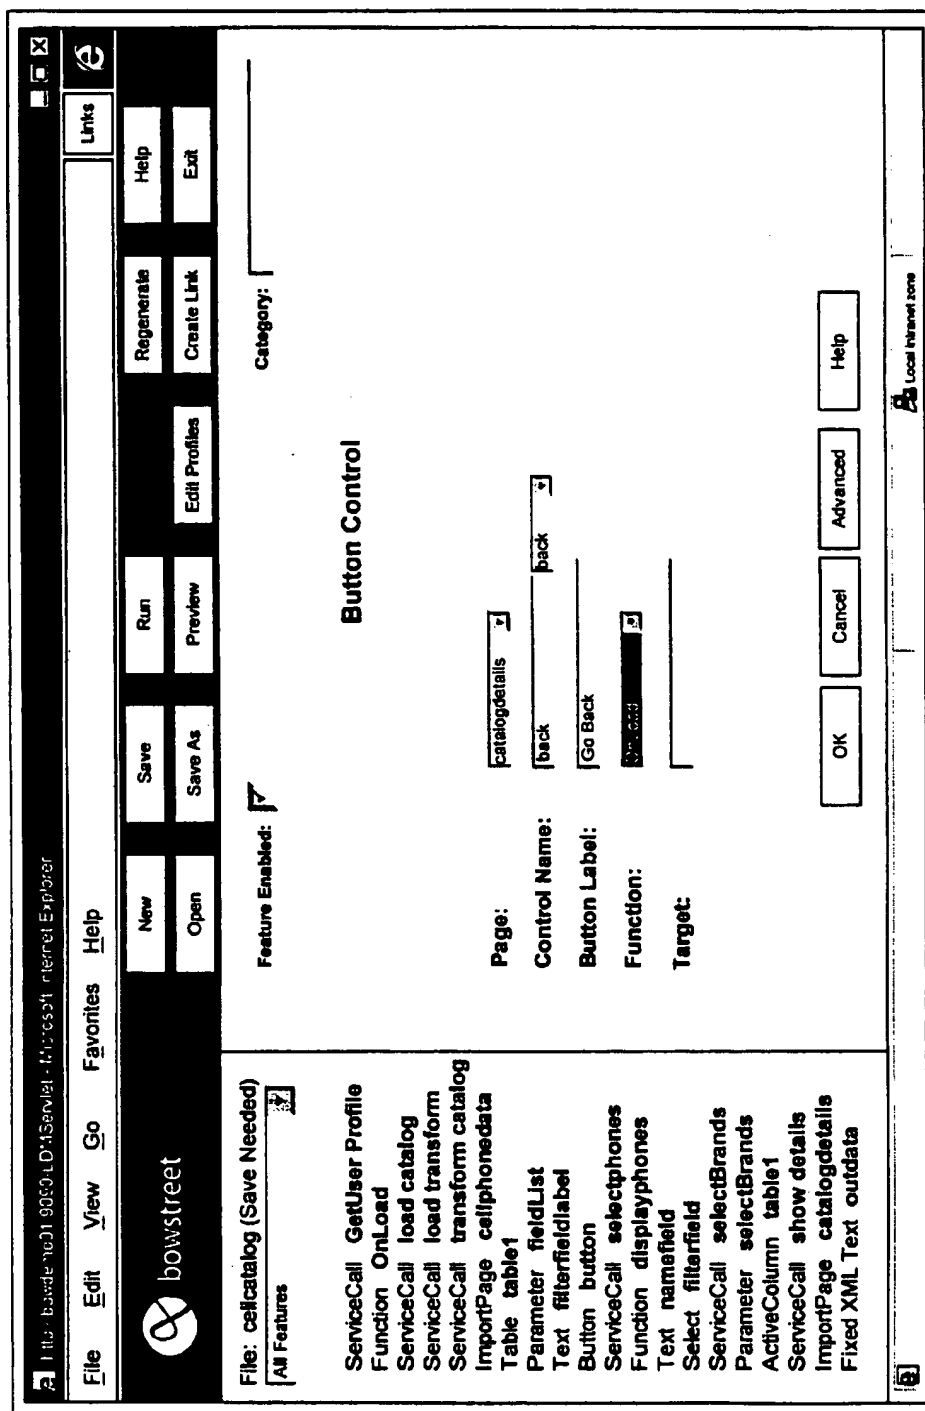 Microsoft Internet Explorer
File Edit View Go Favorites Help
Links
bowstreet
New Save Run Regenerate Help
Open Save As Preview Edit Profiles Create Link Exit
File: cellcatalog (Save Needed)
All Features
ServiceCall GetUser Profile
Function OnLoad
ServiceCall load catalog
ServiceCall load transform
ServiceCall transform catalog
ImportPage cellphonedata
Table table1
Parameter fieldList
Text filterfieldlabel
Button button
ServiceCall selectphones
Function displayphones
Text namefield
Select filterfield
ServiceCall selectBrands
Parameter selectBrands
ActiveColumn table1
ServiceCall show details
ImportPage catalogdetails
Fixed XML Text outdata
Feature Enabled:
Category:
Button Control
Page: catalogdetails
Control Name: back back
Button Label: Go Back
Function:
Target:
OK Cancel Advanced Help
Local intranet zone